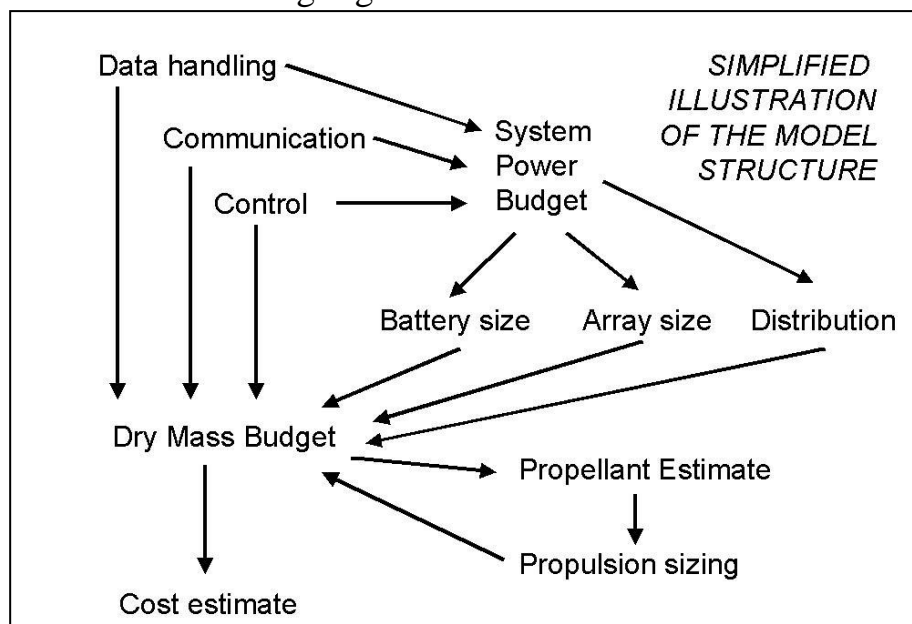 Data handling
SIMPLIFIED
ILLUSTRATION
OF THE MODEL
STRUCTURE
Communication
System
Power
Budget
Control
Battery size
Array size
Distribution
Dry Mass Budget
Propellant Estimate
Propulsion sizing
Cost estimate